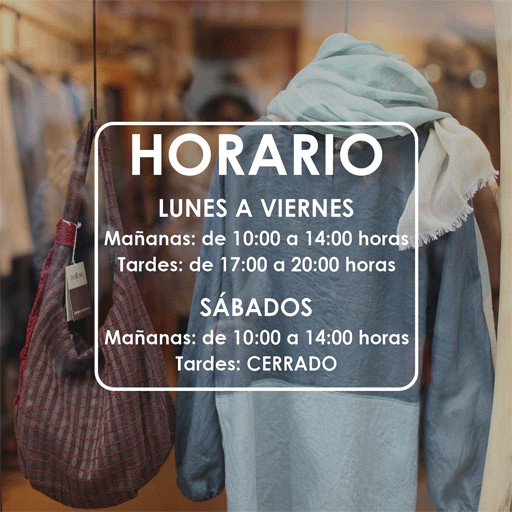 HORARIO
LUNES A VIERNES
Mañanas: de 10:00 a 14:00 horas
Tardes: de 17:00 a 20:00 horas
SÁBADOS
Mañanas: de 10:00 a 14:00 horas
Tardes: CERRADO